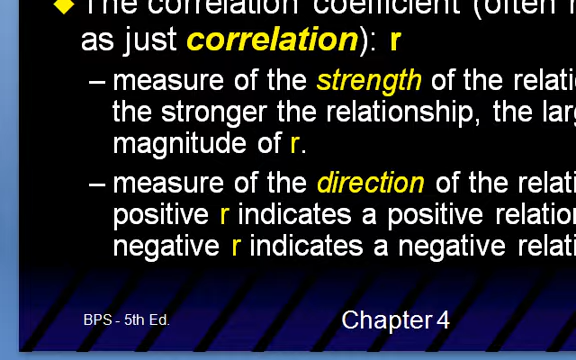 The correlation coefficient (often
as just correlation): r
– measure of the strength of the
the stronger the relationship, the
magnitude of r.
– measure of the direction of the
positive r indicates a positive
negative r indicates a negative
BPS - 5th Ed.
Chapter 4